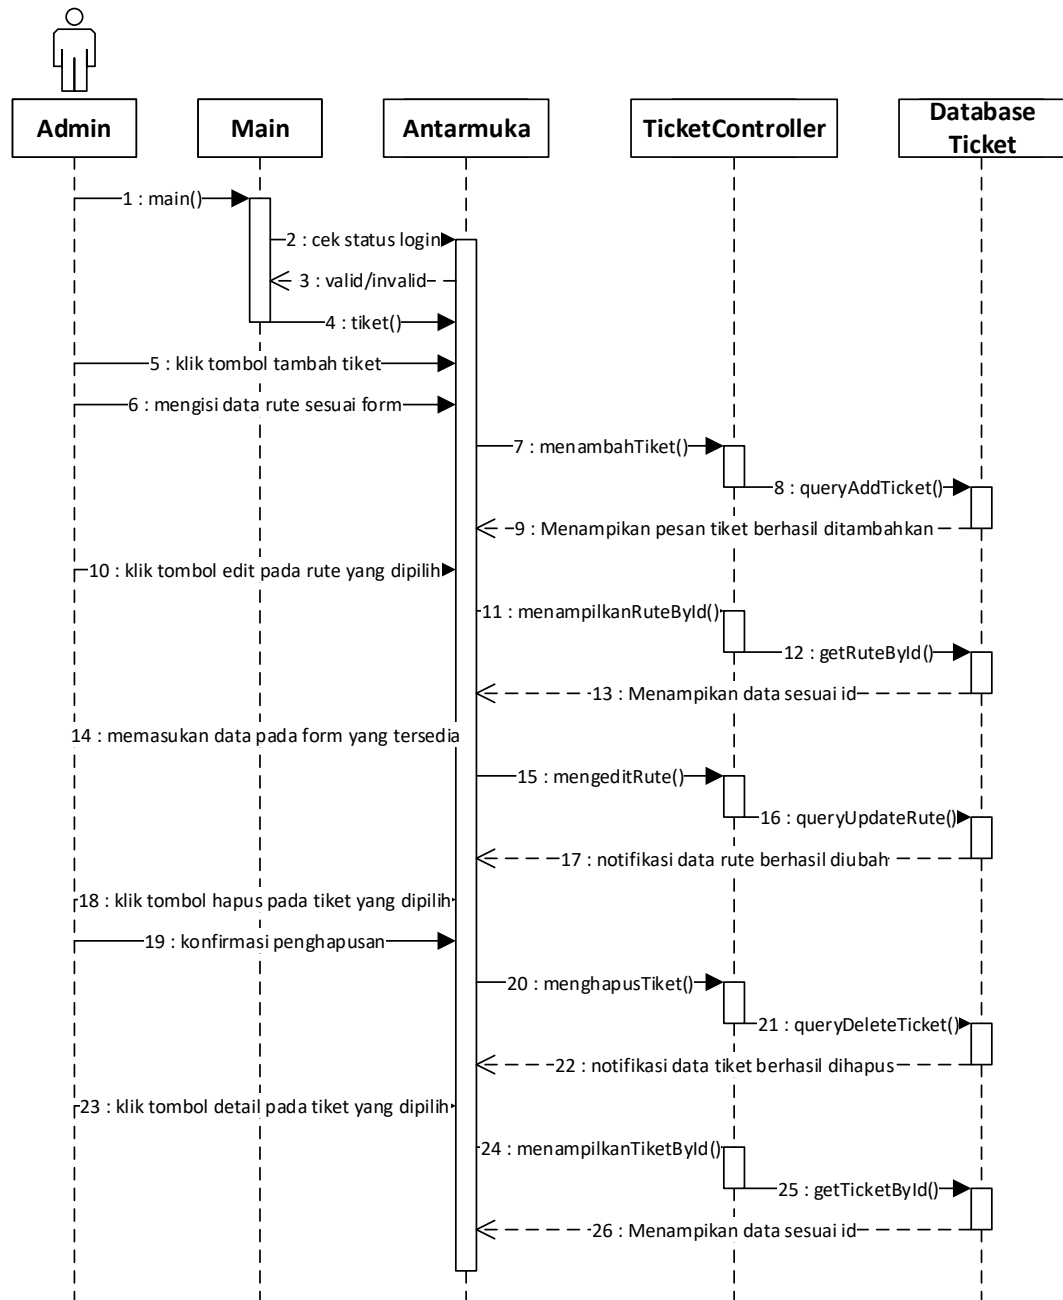 Admin
Main
Antarmuka
TicketController
Database
Ticket
1 : main()
2 : cek status login
3 : valid/invalid
4 : tiket()
5 : klik tombol tambah tiket
6 : mengisi data rute sesuai form
7 : menambahTiket()
8 : queryAddTicket()
9 : Menampikan pesan tiket berhasil ditambahkan
10 : klik tombol edit pada rute yang dipilih
11 : menampilkanRuteById()
12 : getRuteById()
13 : Menampikan data sesuai id
14 : memasukan data pada form yang tersedia
15 : mengeditRute()
16 : queryUpdateRute()
17 : notifikasi data rute berhasil diubah
18 : klik tombol hapus pada tiket yang dipilih
19 : konfirmasi penghapusan
20 : menghapusTiket()
21 : queryDeleteTicket()
22 : notifikasi data tiket berhasil dihapus
23 : klik tombol detail pada tiket yang dipilih
24 : menampilkanTiketById()
25 : getTicketById()
26 : Menampikan data sesuai id